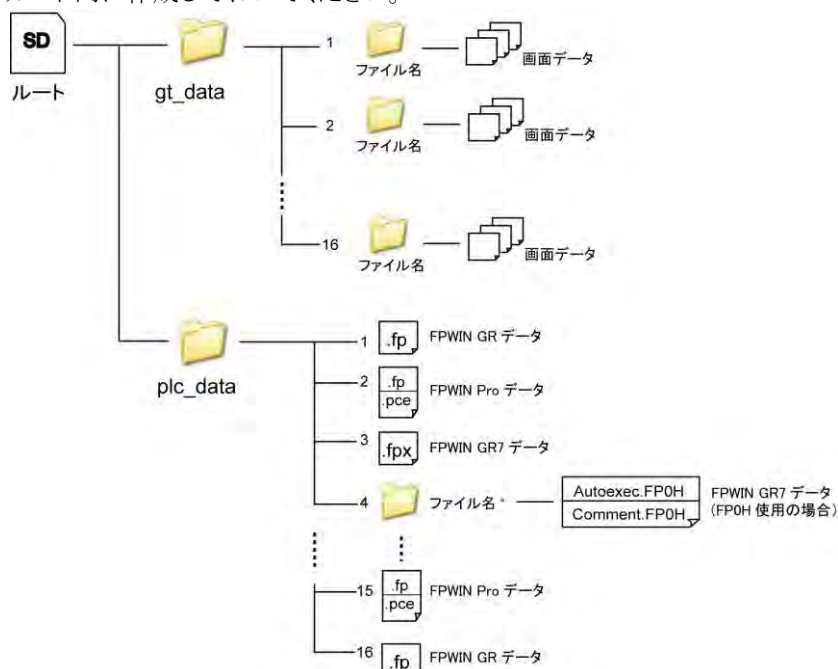 SD
ルート
gt_data
1
ファイル名
画面データ
2
ファイル名
画面データ
16
ファイル名
画面データ
plc_data
1
.fp
FPWIN GR データ
2
.fp
.pce
FPWIN Pro データ
3
.fpx
FPWIN GR7 データ
4
ファイル名 *
Autoexec.FP0H
Comment.FP0H
FPWIN GR7 データ
(FP0H 使用の場合)
15
.fp
.pce
FPWIN Pro データ
16
.fp
FPWIN GR データ